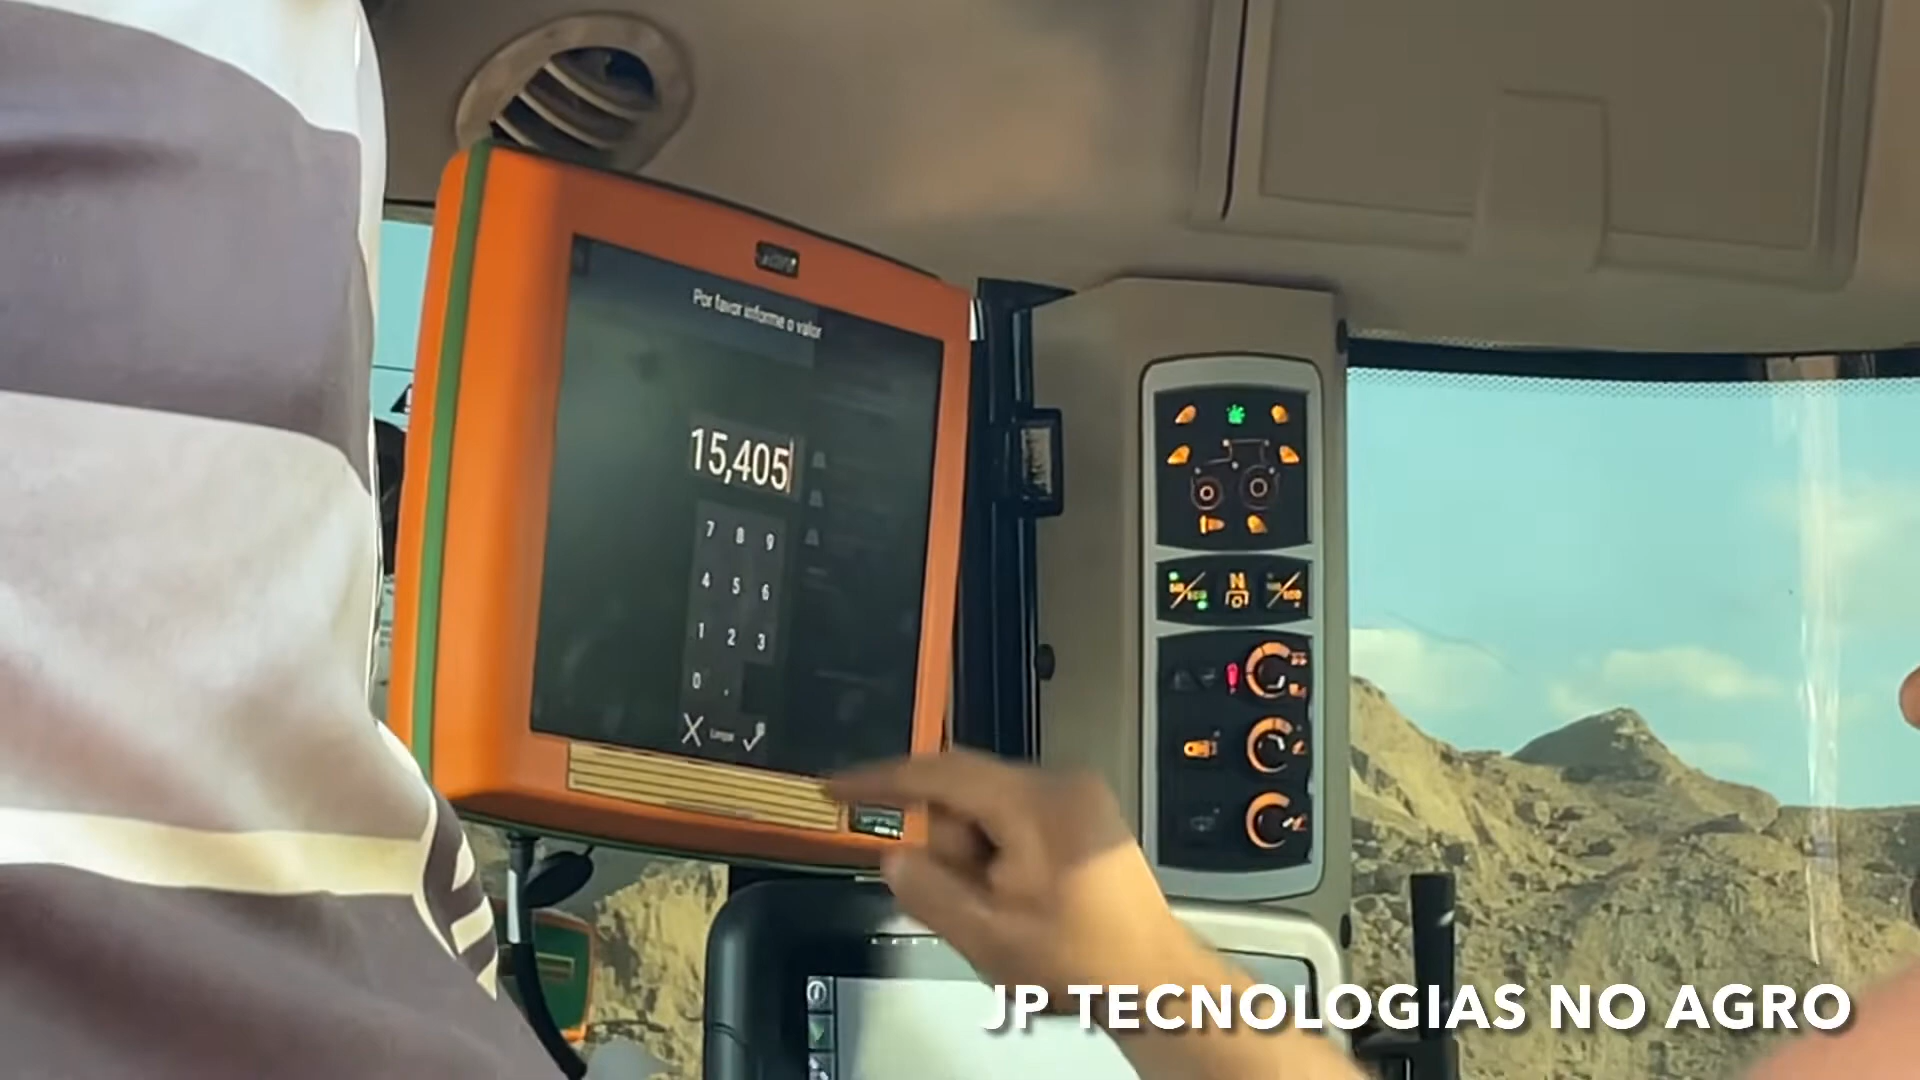 Por favor informe o valor
15,405
7 8 9
4 5 6
1 2 3
0 .
Limpar
N
JP TECNOLOGIAS NO AGRO